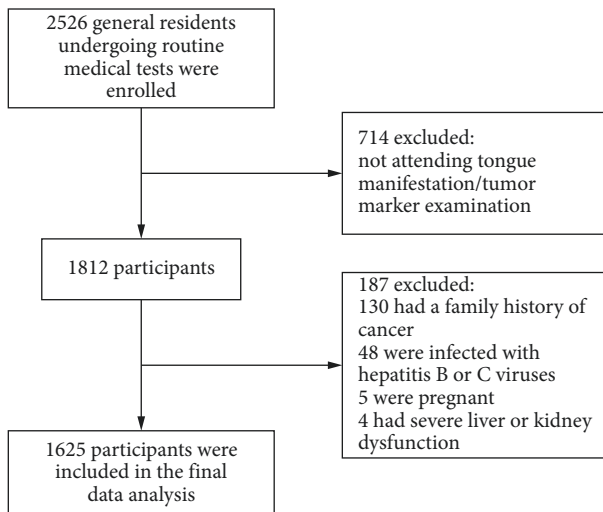 2526 general residents
undergoing routine
medical tests were
enrolled
714 excluded:
not attending tongue
manifestation/tumor
marker examination
1812 participants
187 excluded:
130 had a family history of
cancer
48 were infected with
hepatitis B or C viruses
5 were pregnant
4 had severe liver or kidney
dysfunction
1625 participants were
included in the final
data analysis